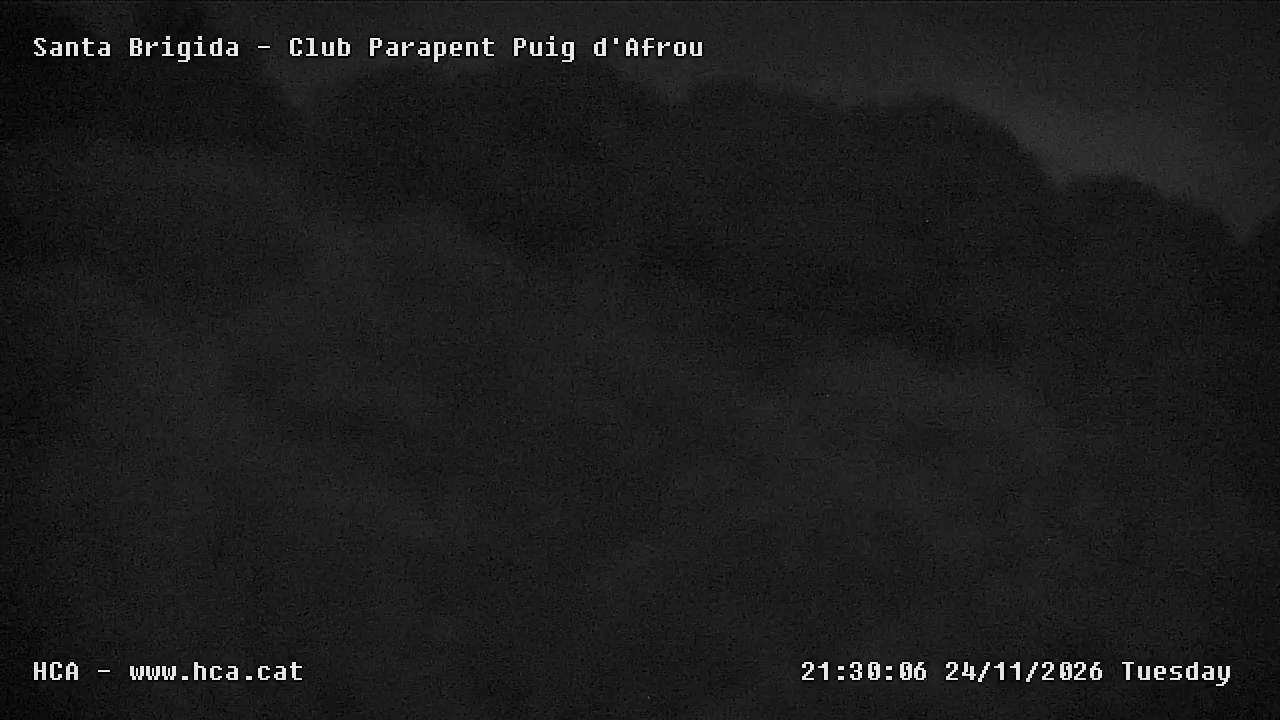 Santa Brigida - Club Parapent Puig d'Afrou
HCA - www.hca.cat
21:30:06 24/11/2026 Tuesday